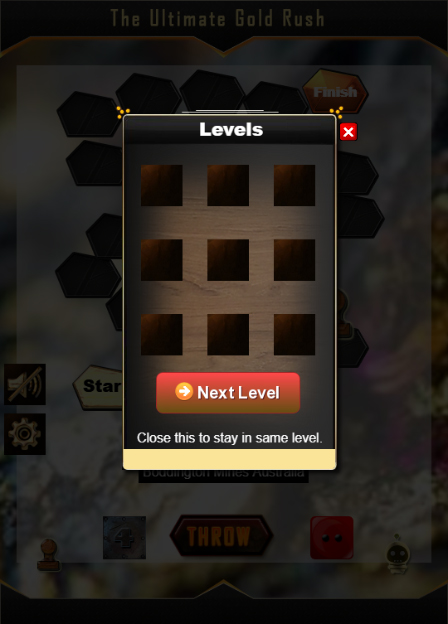 The Ultimate Gold Rush
Finish
Levels
Star
Next Level
Close this to stay in same level.
Boddington Mines Australia
THROW